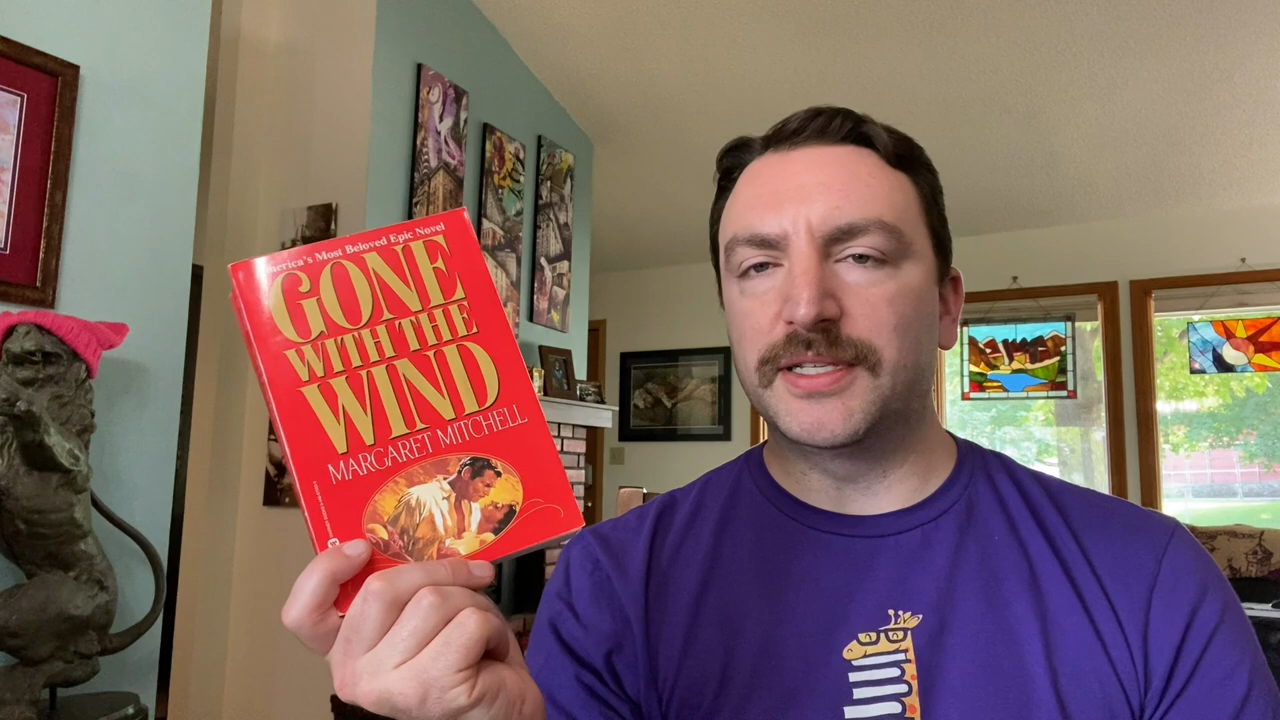 America's Most Beloved Epic Novel
GONE
WITH THE
WIND
MARGARET MITCHELL